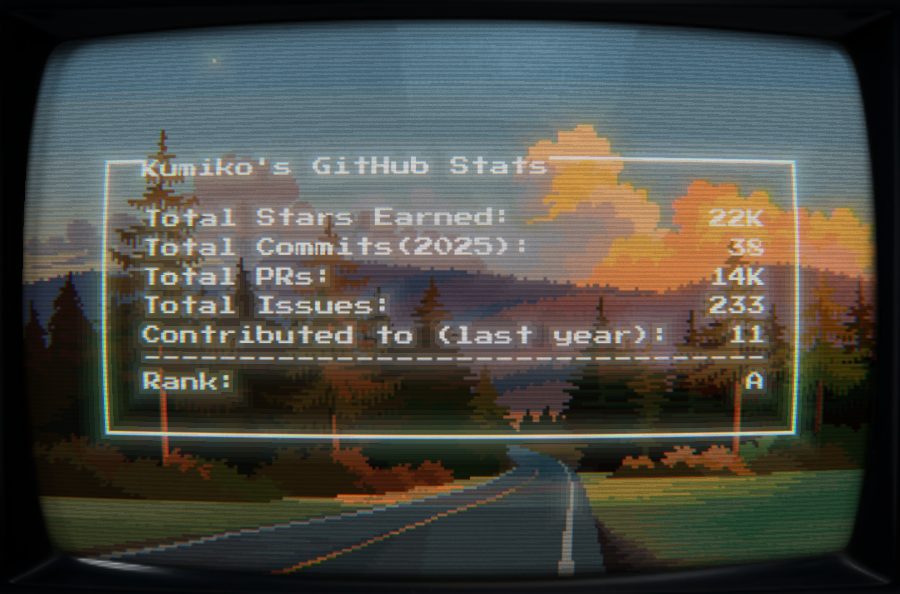 Kumiko's GitHub Stats
Total Stars Earned: 22K
Total Commits(2025): 38
Total PRs: 14K
Total Issues: 233
Contributed to (last year): 11
Rank: A